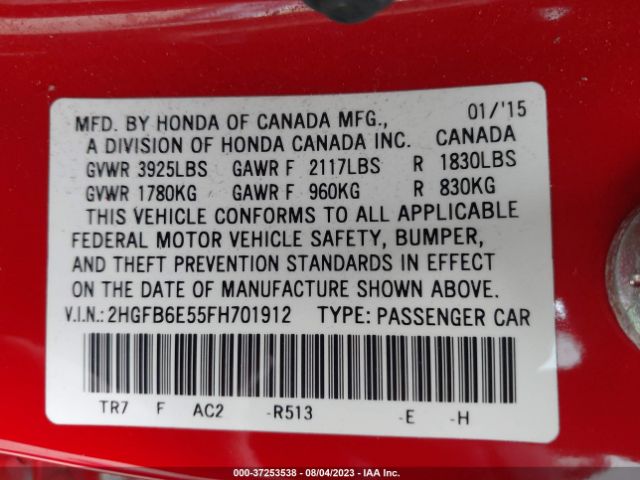 MFD. BY HONDA OF CANADA MFG., 01/'15
A DIVISION OF HONDA CANADA INC. CANADA
GVWR 3925LBS GAWR F 2117LBS R 1830LBS
GVWR 1780KG GAWR F 960KG R 830KG
THIS VEHICLE CONFORMS TO ALL APPLICABLE
FEDERAL MOTOR VEHICLE SAFETY, BUMPER,
AND THEFT PREVENTION STANDARDS IN EFFECT
ON THE DATE OF MANUFACTURE SHOWN ABOVE.
V.I.N.: 2HGFB6E55FH701912 TYPE: PASSENGER CAR
TR7 F AC2 -R513 -E -H
000-37253538 - 08/04/2023 - IAA Inc.